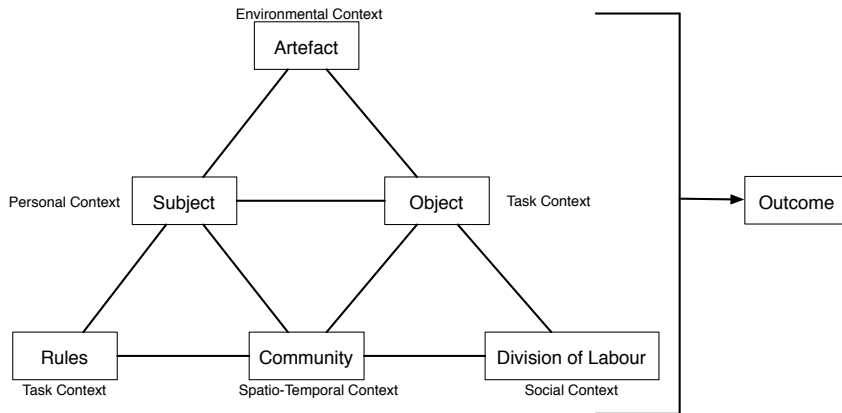 Environmental Context
Artefact
Personal Context
Subject
Object
Task Context
Outcome
Rules
Community
Division of Labour
Task Context
Spatio-Temporal Context
Social Context